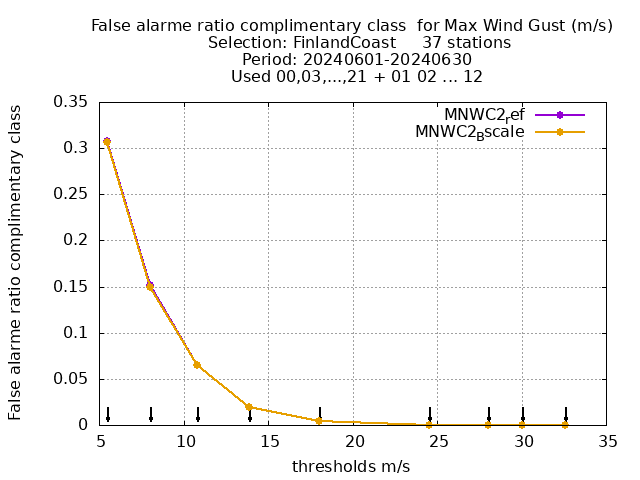 False alarme ratio complimentary class  for Max Wind Gust (m/s)
Selection: FinlandCoast     37 stations
Period: 20240601-20240630
Used 00,03,...,21 + 01 02 ... 12
False alarme ratio complimentary class
0.35
0.3
0.25
0.2
0.15
0.1
0.05
0
MNWC2ref
MNWC2Bscale
5 10 15 20 25 30 35
thresholds m/s